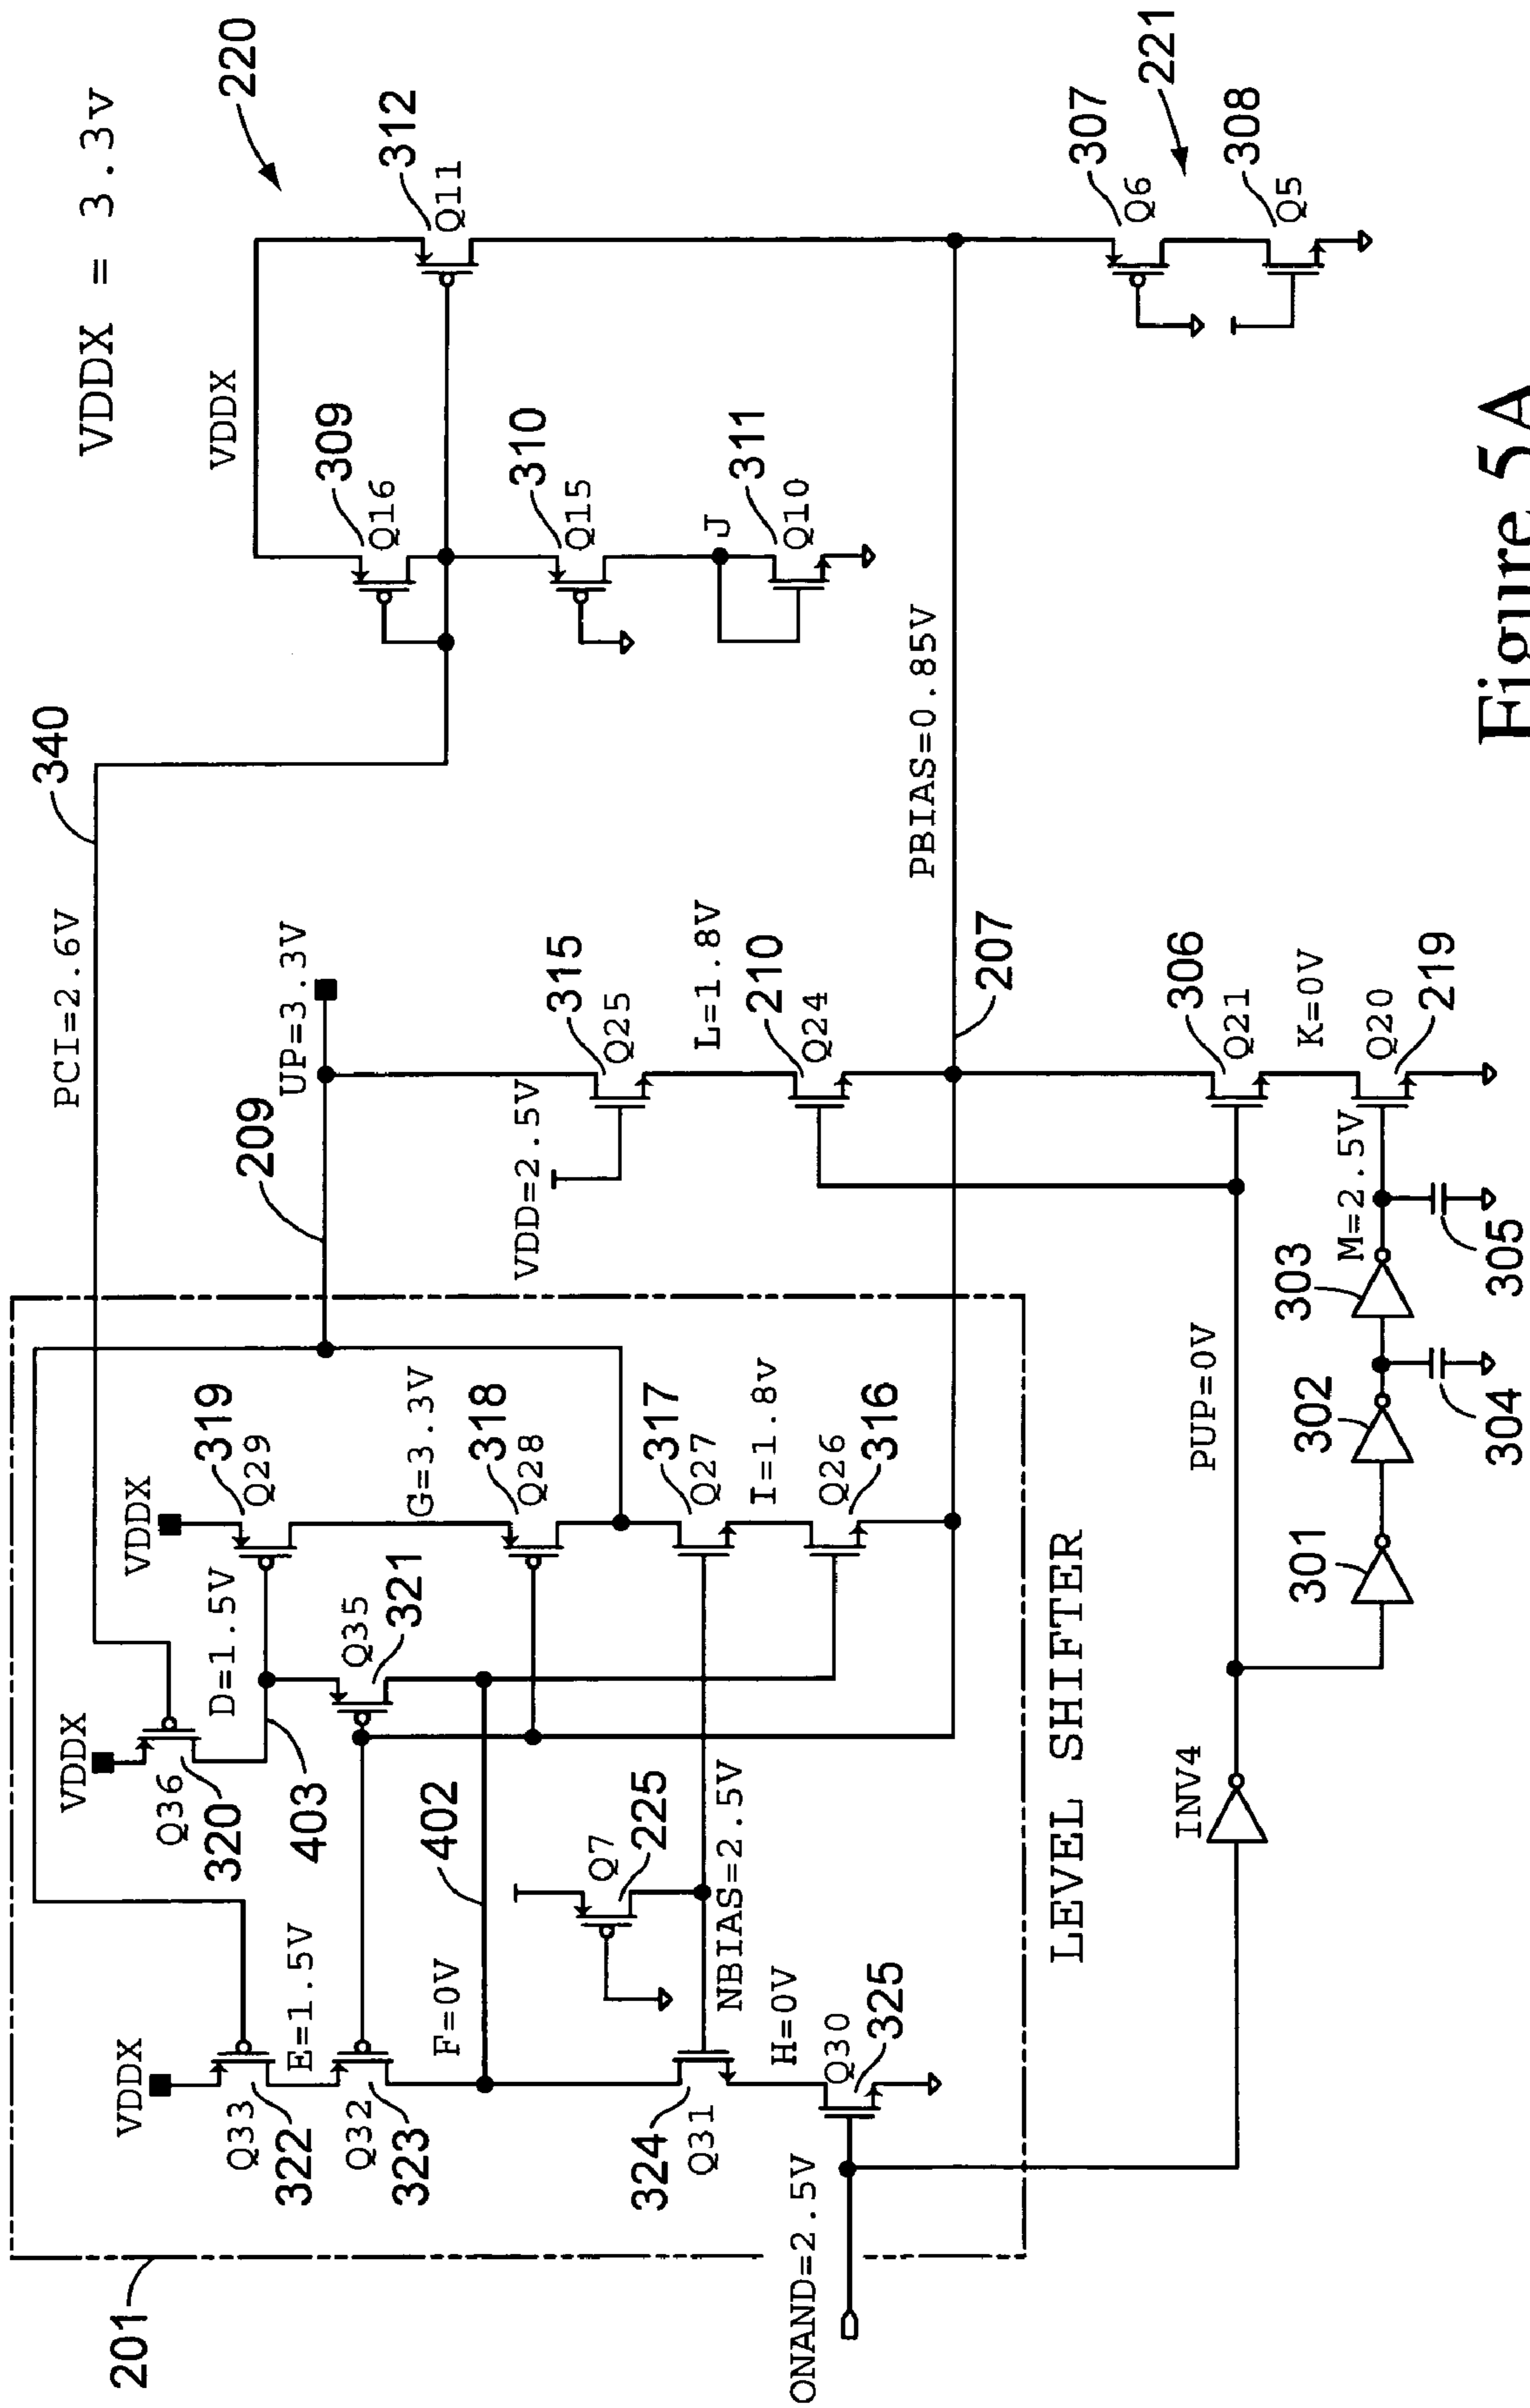 VDDX = 3.3v
220
340
PCI=2.6V
VDDX
309
Q16
312
Q11
310
Q15
J
311
Q10
201
VDDX
Q33
322
E=1.5V
Q32
323
F=0V
402
324
Q31
H=0V
Q30
325
ONAND=2.5V
VDDX
Q36
320
403
D=1.5V
VDDX
319
Q29
Q35
321
G=3.3V
318
Q28
Q7
225
NBIAS=2.5V
317
Q27
I=1.8v
Q26
316
LEVEL SHIFTER
209
UP=3.3V
VDD=2.5V
315
Q25
L=1.8V
210
Q24
PBIAS=0.85V
207
307
Q6
221
308
Q5
INV4
PUP=0V
306
Q21
K=0V
Q20
219
301
302
303
M=2.5V
304
305
Figure 5A